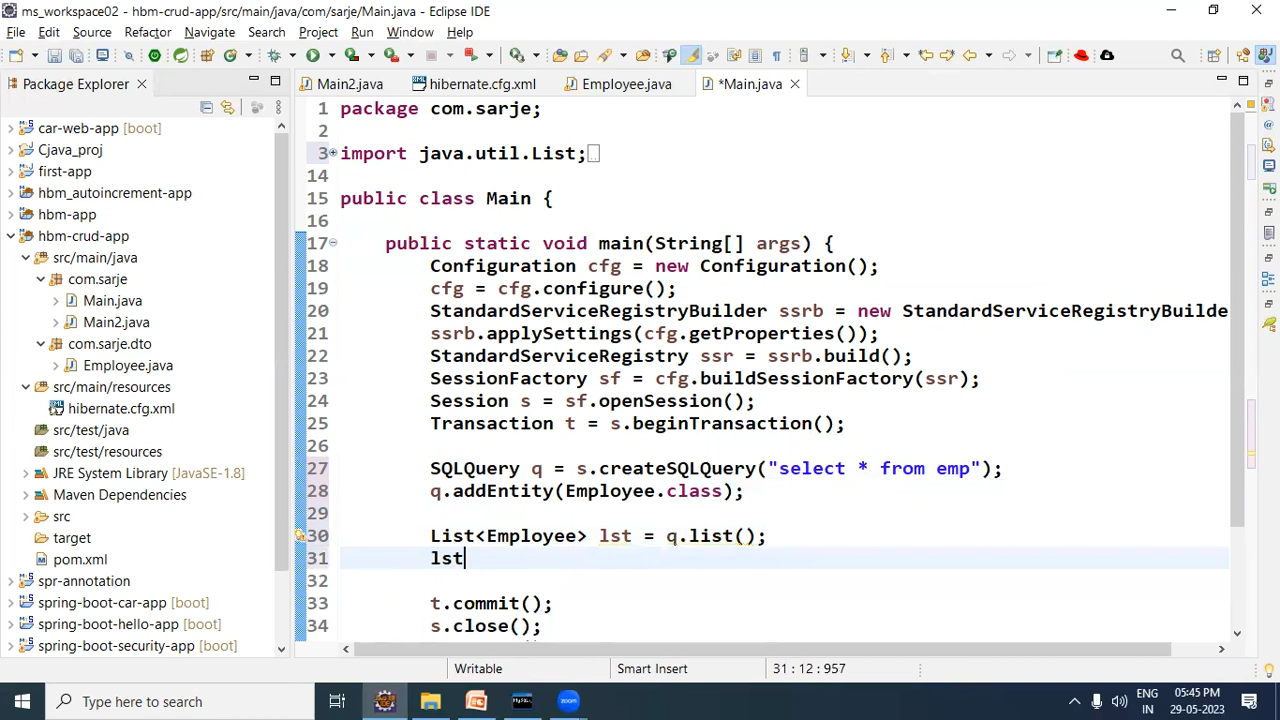 ms_workspace02 - hbm-crud-app/src/main/java/com/sarje/Main.java - Eclipse IDE
File Edit Source Refactor Navigate Search Project Run Window Help
Package Explorer
Main2.java hibernate.cfg.xml Employee.java *Main.java
car-web-app [boot]
Cjava_proj
first-app
hbm_autoincrement-app
hbm-app
hbm-crud-app
src/main/java
com.sarje
Main.java
Main2.java
com.sarje.dto
Employee.java
src/main/resources
hibernate.cfg.xml
src/test/java
src/test/resources
JRE System Library [JavaSE-1.8]
Maven Dependencies
src
target
pom.xml
spr-annotation
spring-boot-car-app [boot]
spring-boot-hello-app [boot]
spring-boot-security-app [boot]
1 package com.sarje;
2
3 import java.util.List;
14
15 public class Main {
16
17 public static void main(String[] args) {
18 Configuration cfg = new Configuration();
19 cfg = cfg.configure();
20 StandardServiceRegistryBuilder ssrb = new StandardServiceRegistryBuilde
21 ssrb.applySettings(cfg.getProperties());
22 StandardServiceRegistry ssr = ssrb.build();
23 SessionFactory sf = cfg.buildSessionFactory(ssr);
24 Session s = sf.openSession();
25 Transaction t = s.beginTransaction();
26
27 SQLQuery q = s.createSQLQuery("select * from emp");
28 q.addEntity(Employee.class);
29
30 List<Employee> lst = q.list();
31 lst
32
33 t.commit();
34 s.close();
Writable Smart Insert 31 : 12 : 957
Type here to search
ENG
IN
05:45 PM
29-05-2023